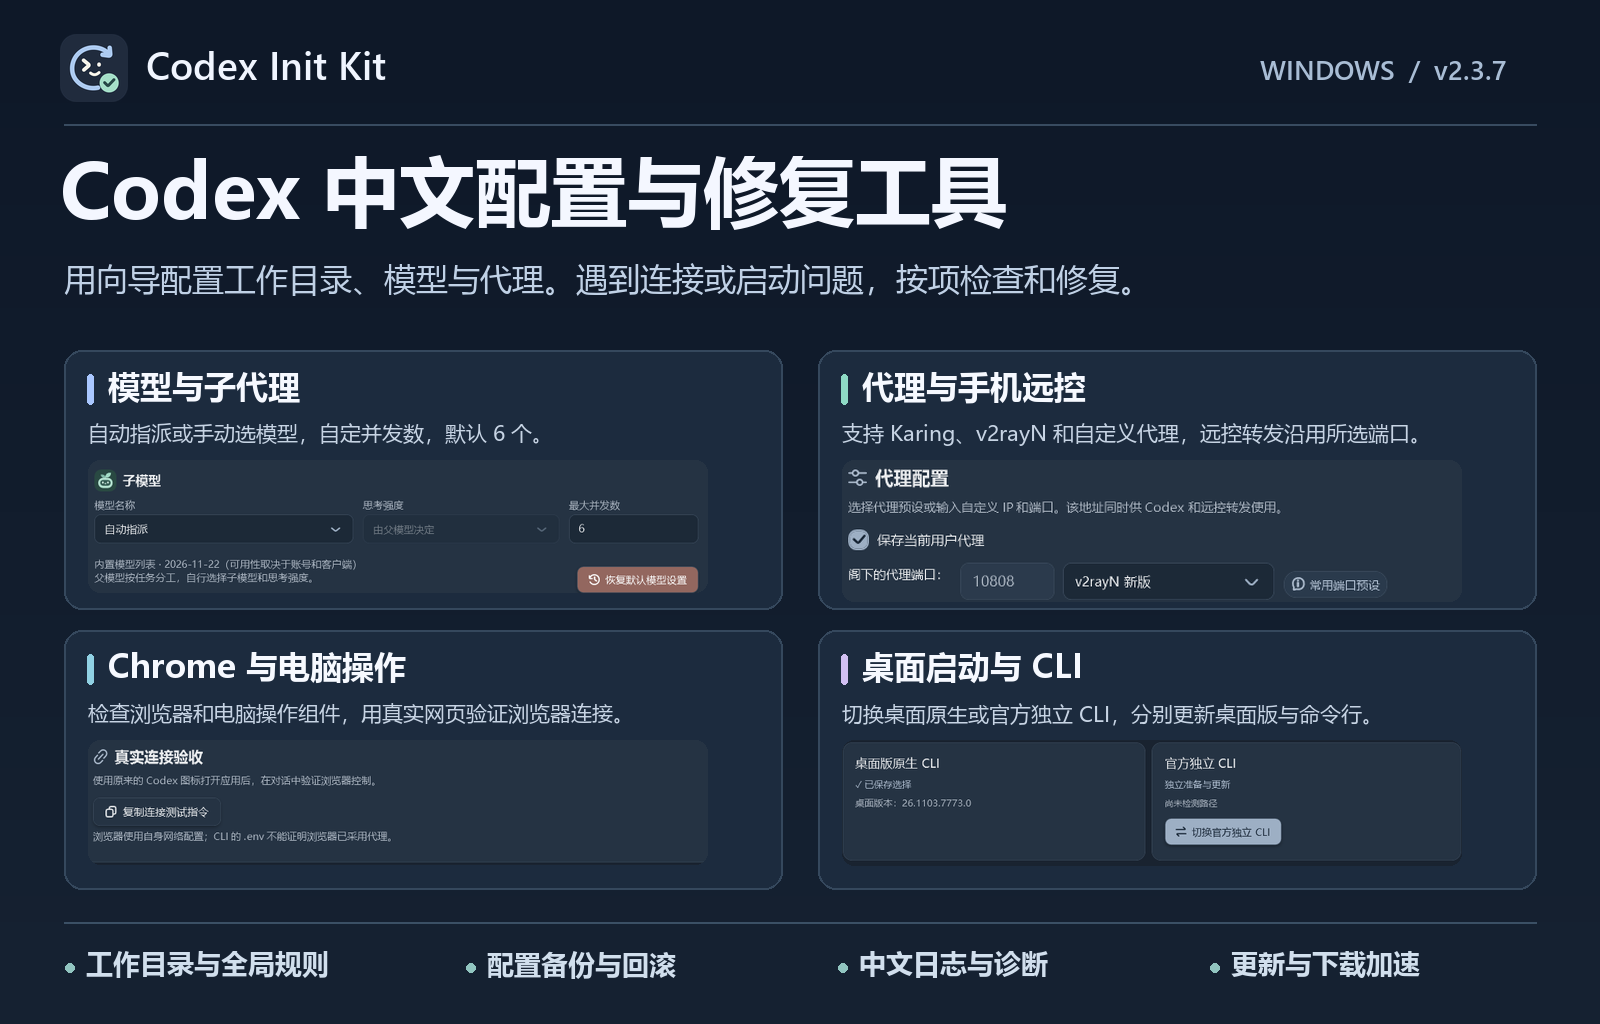 Codex Init Kit
WINDOWS / v2.3.7
Codex 中文配置与修复工具
用向导配置工作目录、模型与代理。遇到连接或启动问题，按项检查和修复。
模型与子代理
自动指派或手动选模型，自定并发数，默认 6 个。
子模型
模型名称
思考强度
最大并发数
自动指派
由父模型决定
6
内置模型列表 · 2026-11-22（可用性取决于账号和客户端）
父模型按任务分工，自行选择子模型和思考强度。
恢复默认模型设置
代理与手机远控
支持 Karing、v2rayN 和自定义代理，远控转发沿用所选端口。
代理配置
选择代理预设或输入自定义 IP 和端口。该地址同时供 Codex 和远控转发使用。
保存当前用户代理
阁下的代理端口：
10808
v2rayN 新版
常用端口预设
Chrome 与电脑操作
检查浏览器和电脑操作组件，用真实网页验证浏览器连接。
真实连接验收
使用原来的 Codex 图标打开应用后，在对话中验证浏览器控制。
复制连接测试指令
浏览器使用自身网络配置；CLI 的 .env 不能证明浏览器已采用代理。
桌面启动与 CLI
切换桌面原生或官方独立 CLI，分别更新桌面版与命令行。
桌面版原生 CLI
✓ 已保存选择
桌面版本：26.1103.7773.0
官方独立 CLI
独立准备与更新
尚未检测路径
切换官方独立 CLI
工作目录与全局规则
配置备份与回滚
中文日志与诊断
更新与下载加速